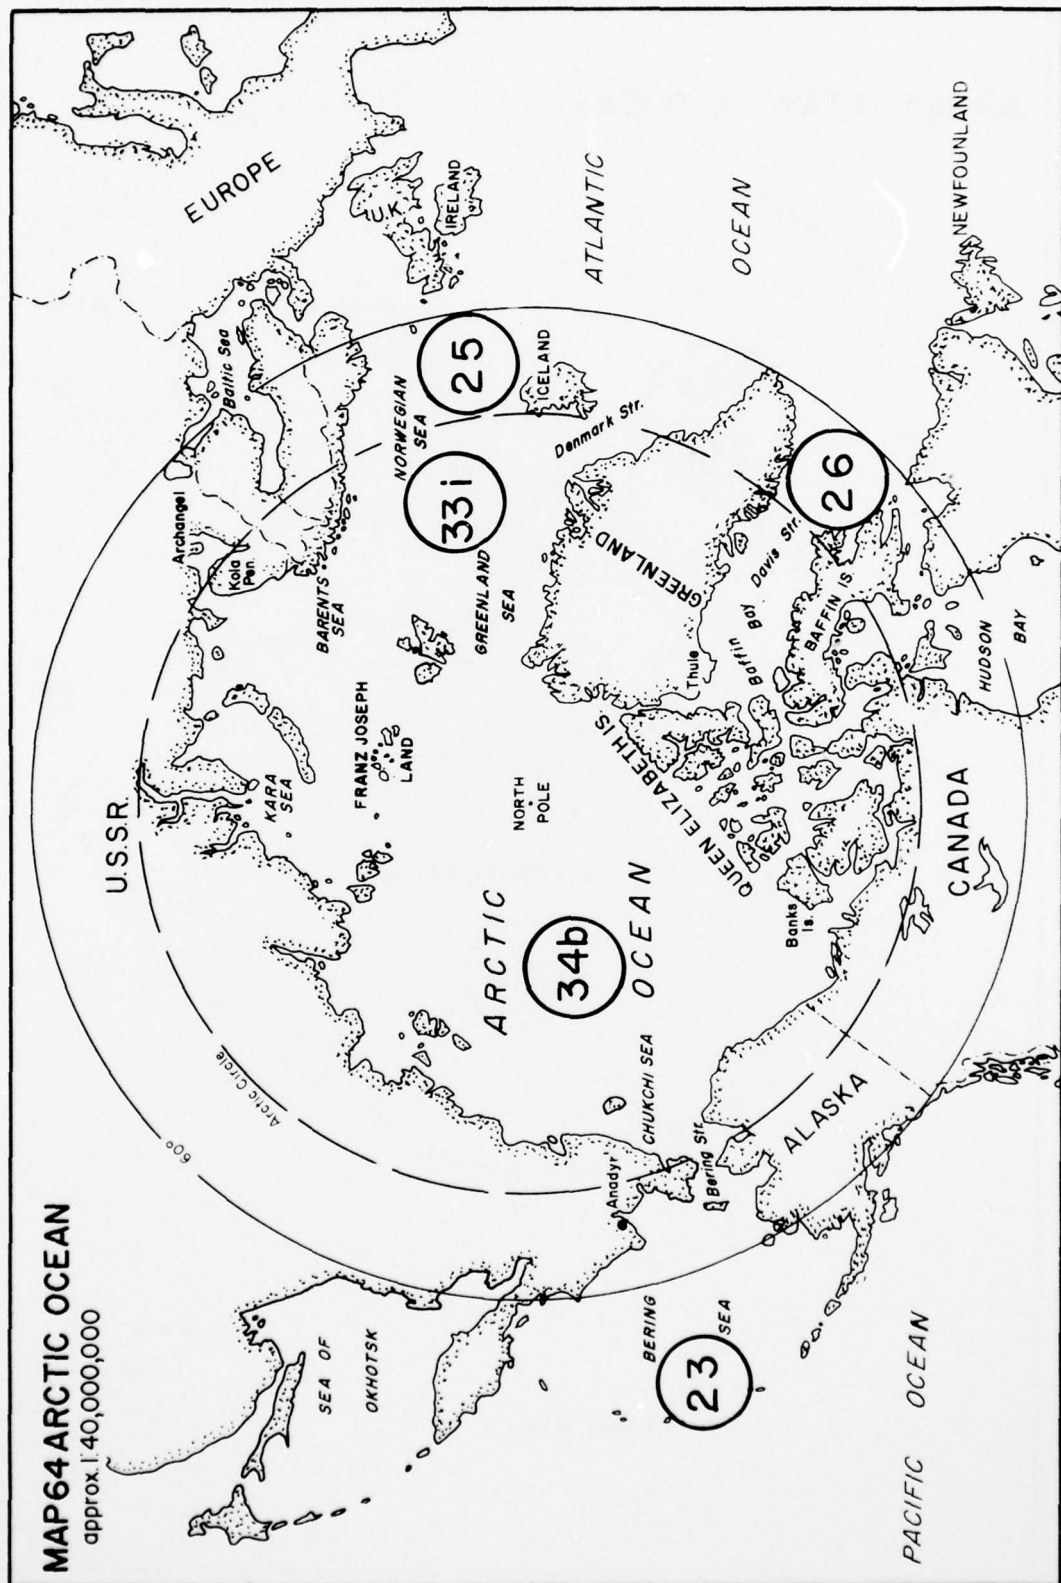 MAP64 ARCTIC OCEAN
approx. 1:40,000,000
SEA OF
OKHOTSK
60°
Arctic Circle
U.S.S.R.
KARA
SEA
Archangel
Kola
Pen.
Baltic Sea
EUROPE
BERING
SEA
23
Anadyr'
CHUKCHI SEA
Bering Str.
ARCTIC
OCEAN
34b
FRANZ JOSEPH
LAND
NORTH
POLE
BARENTS
SEA
GREENLAND
SEA
33i
NORWEGIAN
SEA
25
ICELAND
Denmark Str.
U.K.
IRELAND
ATLANTIC
OCEAN
GREENLAND
Thule
QUEEN ELIZABETH IS.
Baffin Bay
Davis Str.
26
BAFFIN IS.
Banks
Is.
ALASKA
CANADA
HUDSON
BAY
NEWFOUNLAND
PACIFIC OCEAN